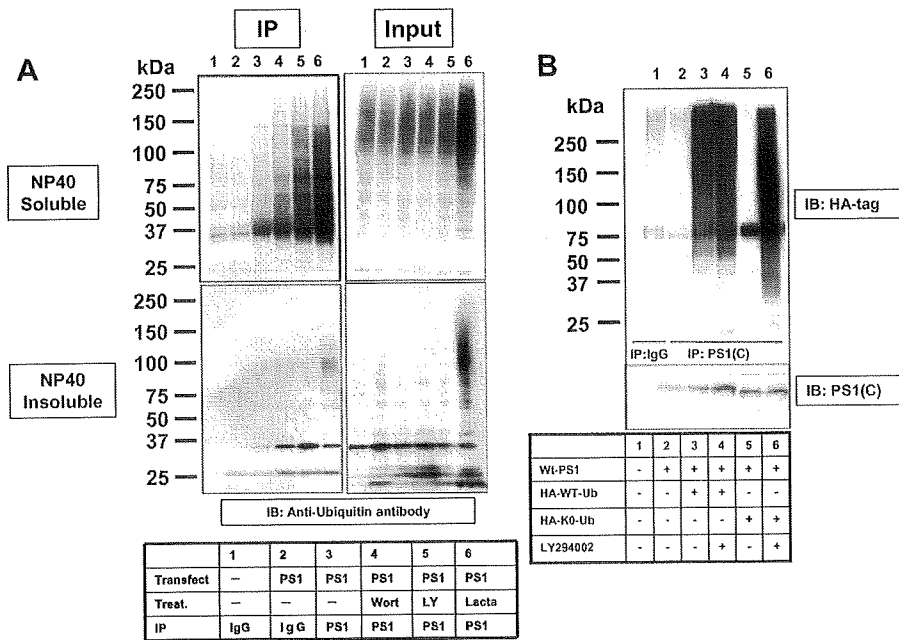 IP
Input
A
kDa
1 2 3 4 5 6
1 2 3 4 5 6
250
150
100
75
50
37
25
NP40
Soluble
250
150
100
75
50
37
25
NP40
Insoluble
IB: Anti-Ubiquitin antibody
1 2 3 4 5 6
Transfect – PS1 PS1 PS1 PS1 PS1
Treat. – – – Wort LY Lacta
IP IgG IgG PS1 PS1 PS1 PS1
B
kDa
1 2 3 4 5 6
250
150
100
75
50
37
25
IB: HA-tag
IP:IgG IP: PS1(C)
IB: PS1(C)
1 2 3 4 5 6
Wt-PS1 - + + + + +
HA-WT-Ub - - + + - -
HA-K0-Ub - - - - + +
LY294002 - - - + - +